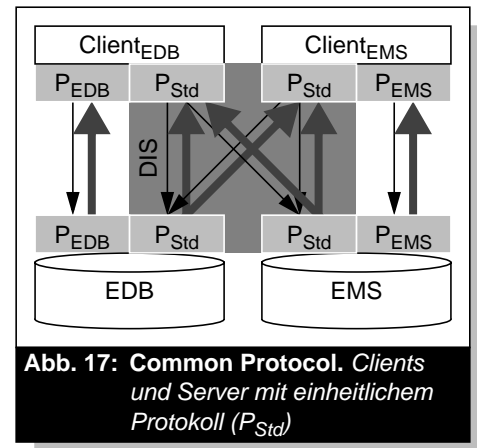 Client_EDB Client_EMS
P_EDB P_Std P_Std P_EMS
DIS
P_EDB P_Std P_Std P_EMS
EDB EMS
Abb. 17: Common Protocol. Clients
und Server mit einheitlichem
Protokoll (P_Std)